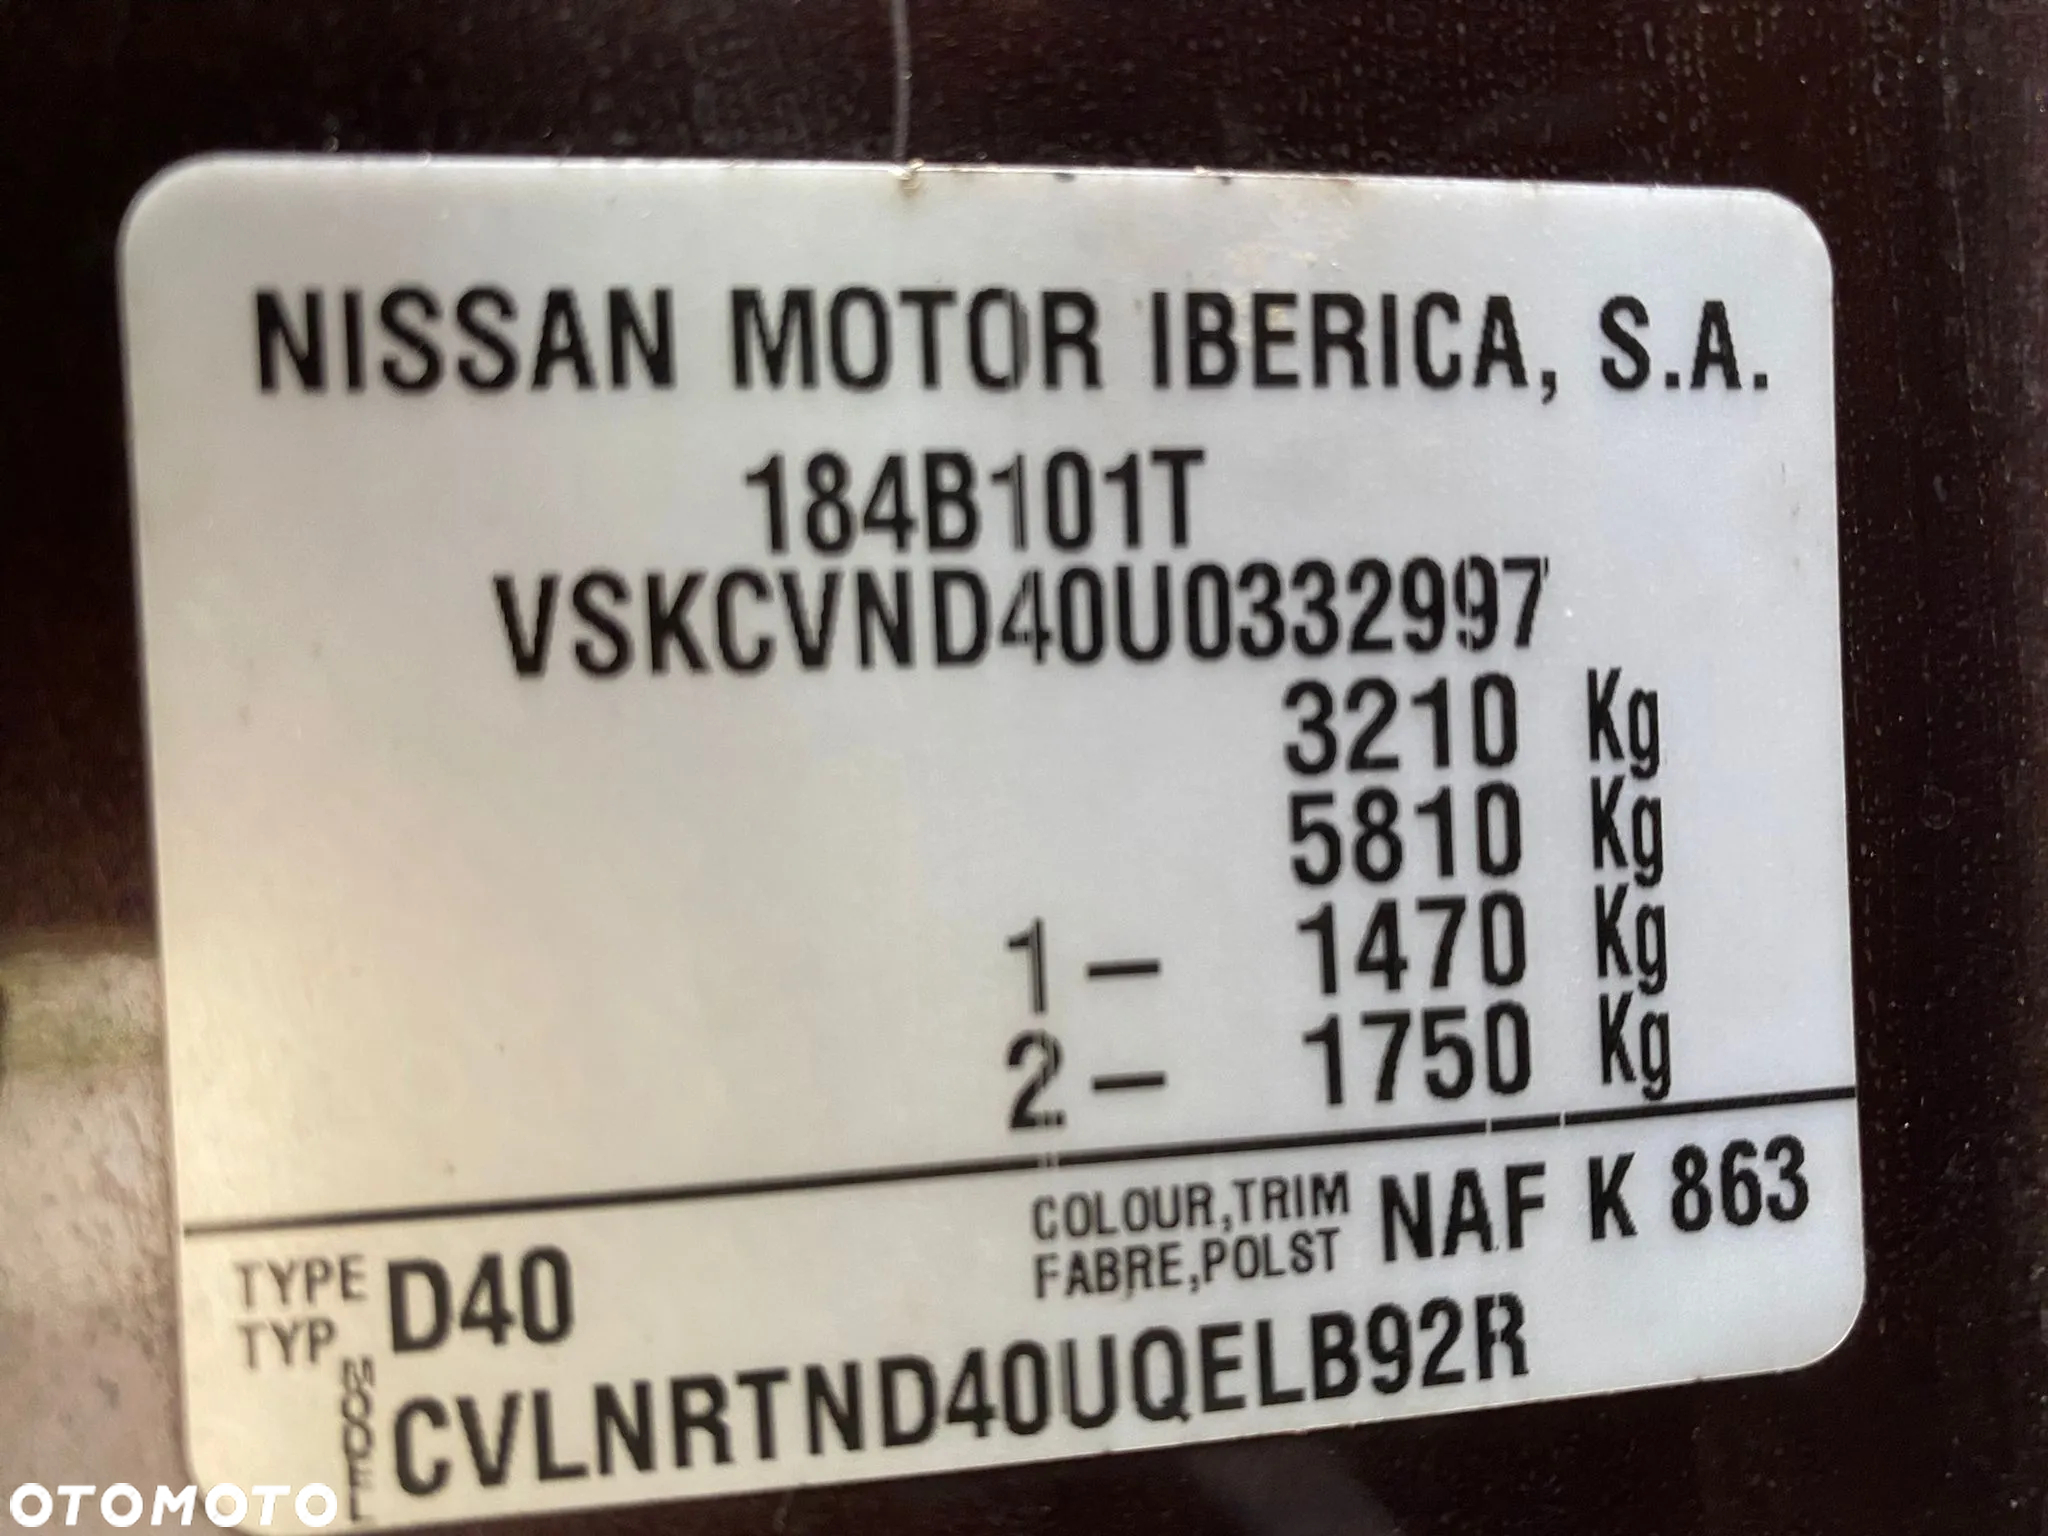 NISSAN MOTOR IBERICA, S.A.
184B101T
VSKCVND40U0332997
3210 Kg
5810 Kg
1 - 1470 Kg
2 - 1750 Kg
TYPE
TYP
D40
COLOUR,TRIM
FABRE,POLST
NAF K 863
MODEL
CVLNRTND40UQELB92R
OTOMOTO